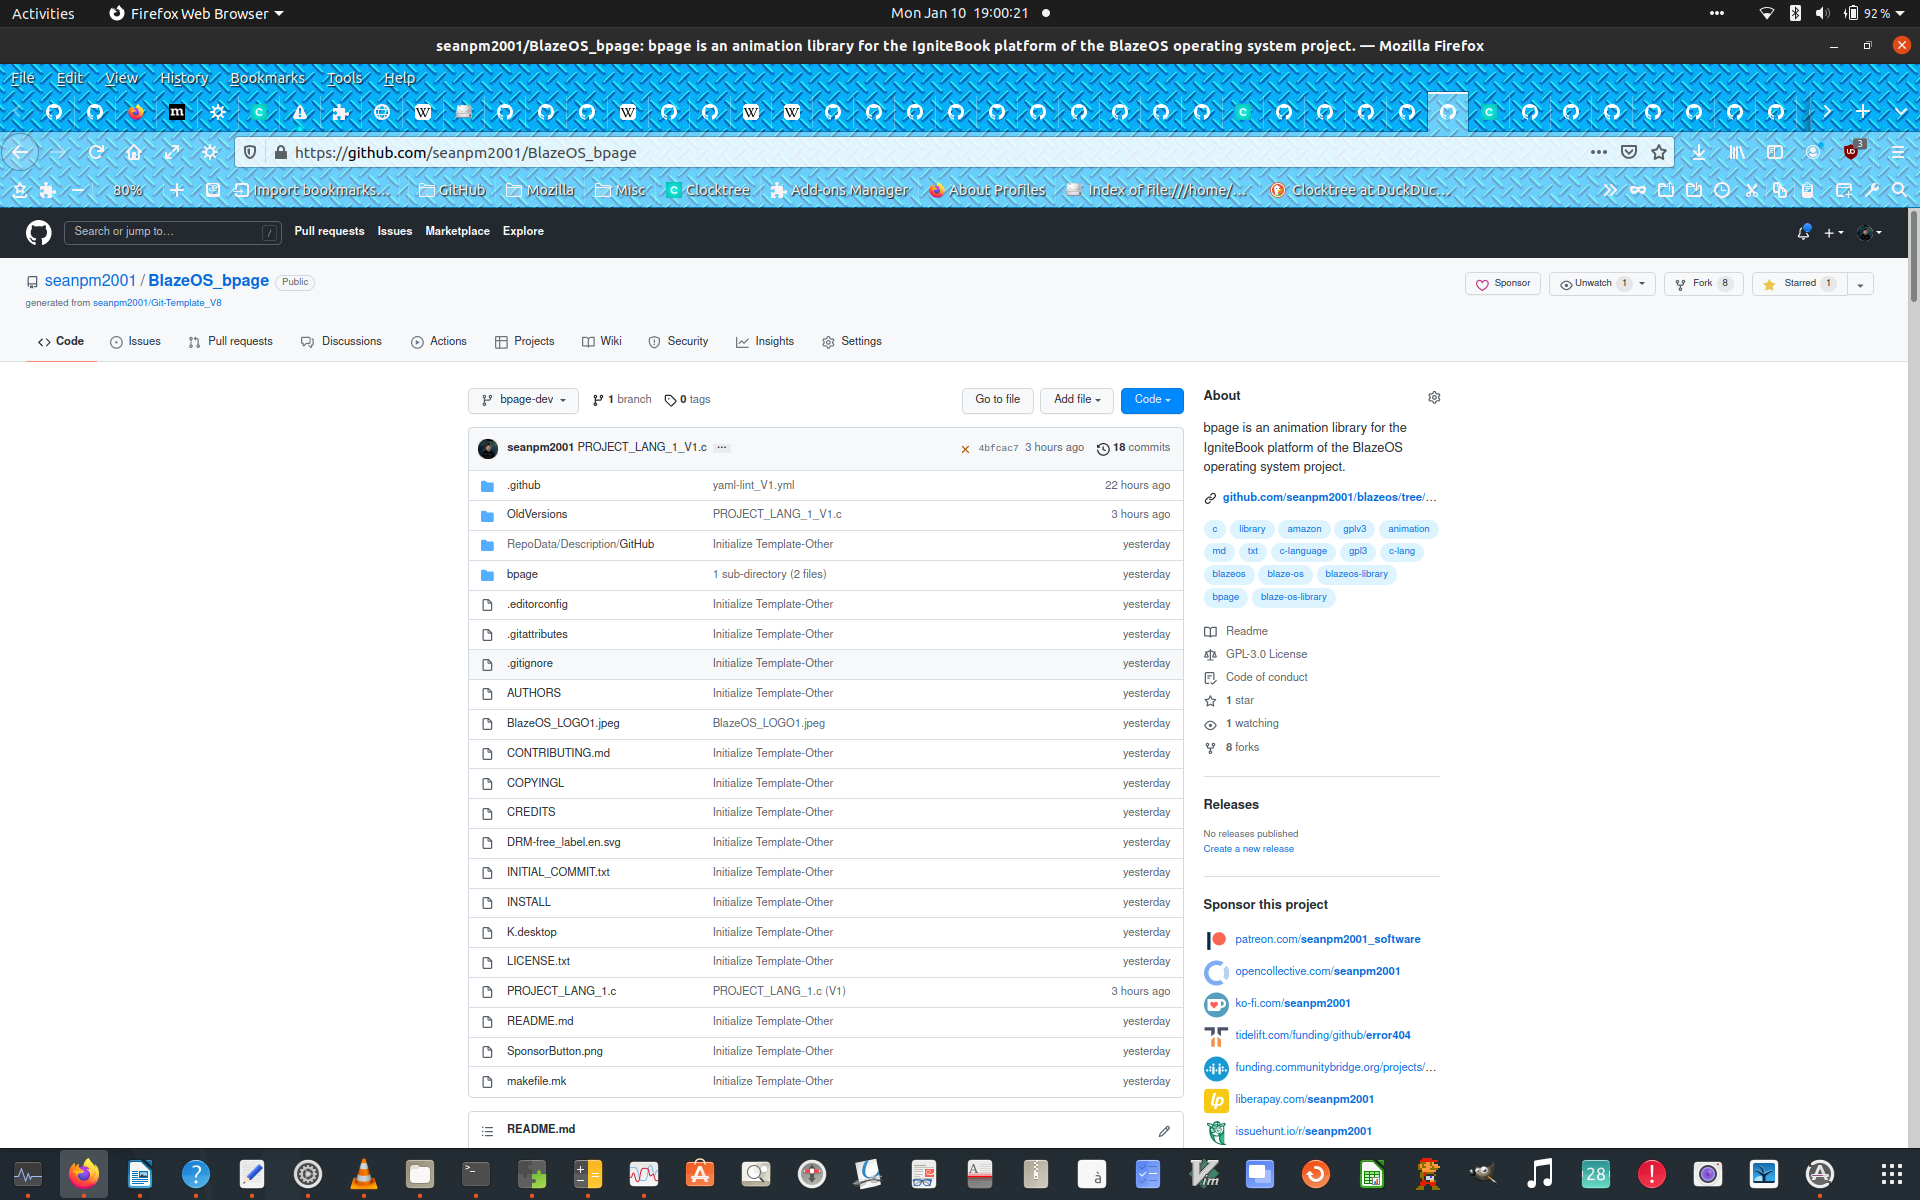 Activities Firefox Web Browser Mon Jan 10 19:00:21 92 %
seanpm2001/BlazeOS_bpage: bpage is an animation library for the IgniteBook platform of the BlazeOS operating system project. — Mozilla Firefox
File Edit View History Bookmarks Tools Help
https://github.com/seanpm2001/BlazeOS_bpage 3
80% Import bookmarks... GitHub Mozilla Misc Clocktree Add-ons Manager About Profiles Index of file:///home/... Clocktree at DuckDuc...
Search or jump to... / Pull requests Issues Marketplace Explore
seanpm2001 / BlazeOS_bpage Public
Sponsor Unwatch 1 Fork 8 Starred 1
generated from seanpm2001/Git-Template_V8
Code Issues Pull requests Discussions Actions Projects Wiki Security Insights Settings
bpage-dev 1 branch 0 tags Go to file Add file Code
seanpm2001 PROJECT_LANG_1_V1.c ... 4bfcac7 3 hours ago 18 commits
.github yaml-lint_V1.yml 22 hours ago
OldVersions PROJECT_LANG_1_V1.c 3 hours ago
RepoData/Description/GitHub Initialize Template-Other yesterday
bpage 1 sub-directory (2 files) yesterday
.editorconfig Initialize Template-Other yesterday
.gitattributes Initialize Template-Other yesterday
.gitignore Initialize Template-Other yesterday
AUTHORS Initialize Template-Other yesterday
BlazeOS_LOGO1.jpeg BlazeOS_LOGO1.jpeg yesterday
CONTRIBUTING.md Initialize Template-Other yesterday
COPYINGL Initialize Template-Other yesterday
CREDITS Initialize Template-Other yesterday
DRM-free_label.en.svg Initialize Template-Other yesterday
INITIAL_COMMIT.txt Initialize Template-Other yesterday
INSTALL Initialize Template-Other yesterday
K.desktop Initialize Template-Other yesterday
LICENSE.txt Initialize Template-Other yesterday
PROJECT_LANG_1.c PROJECT_LANG_1.c (V1) 3 hours ago
README.md Initialize Template-Other yesterday
SponsorButton.png Initialize Template-Other yesterday
makefile.mk Initialize Template-Other yesterday
README.md
About
bpage is an animation library for the
IgniteBook platform of the BlazeOS
operating system project.
github.com/seanpm2001/blazeos/tree/...
c library amazon gplv3 animation
md txt c-language gpl3 c-lang
blazeos blaze-os blazeos-library
bpage blaze-os-library
Readme
GPL-3.0 License
Code of conduct
1 star
1 watching
8 forks
Releases
No releases published
Create a new release
Sponsor this project
patreon.com/seanpm2001_software
opencollective.com/seanpm2001
ko-fi.com/seanpm2001
tidelift.com/funding/github/error404
funding.communitybridge.org/projects/...
liberapay.com/seanpm2001
issuehunt.io/r/seanpm2001
28